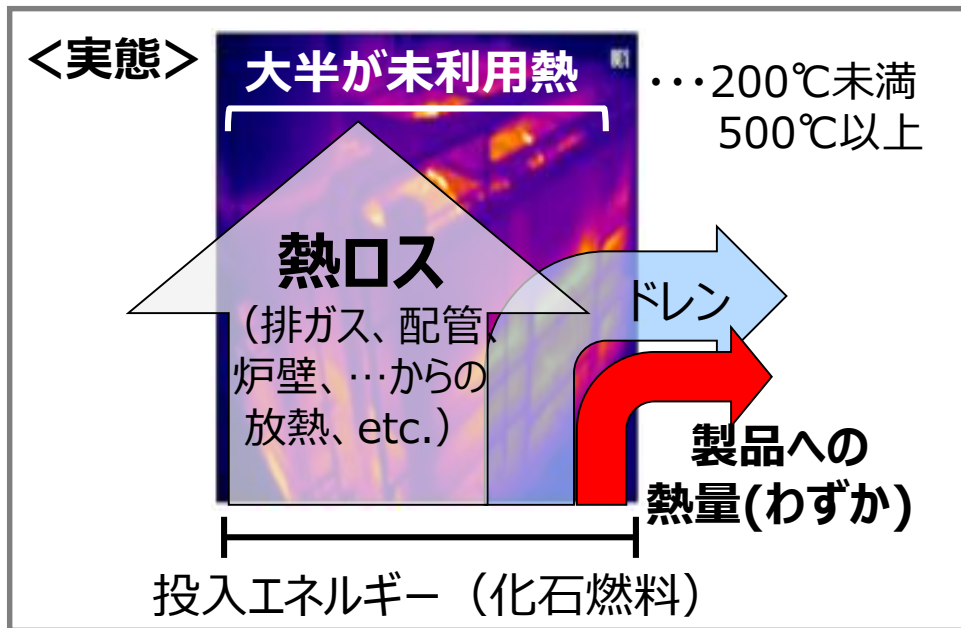 <実態>
大半が未利用熱
・・・200℃未満
500℃以上
熱ロス
（排ガス、配管、
炉壁、…からの
放熱、etc.）
ドレン
製品への
熱量(わずか)
投入エネルギー（化石燃料）